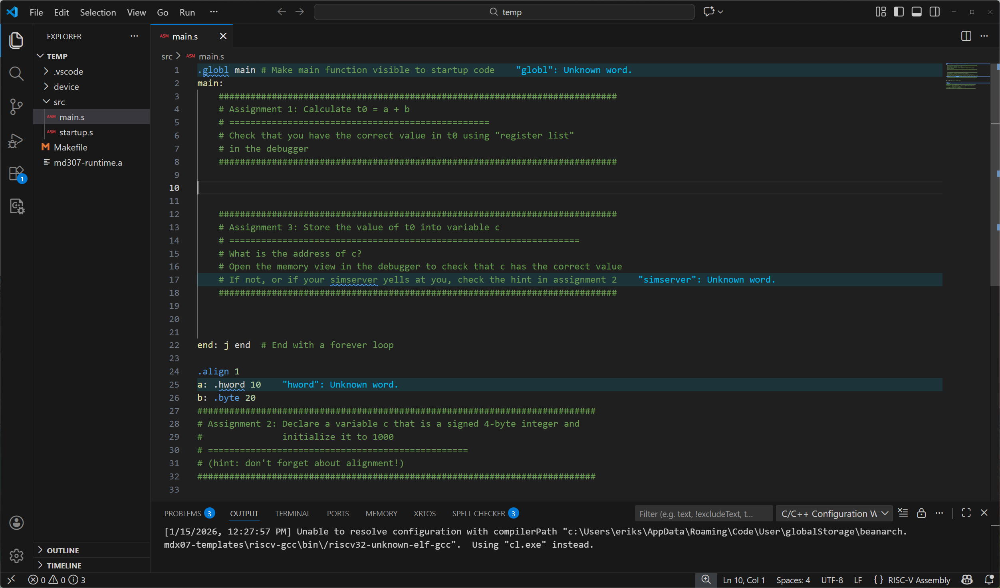 File Edit Selection View Go Run ···
temp
EXPLORER ···
TEMP
.vscode
device
src
ASM main.s
ASM startup.s
M Makefile
md307-runtime.a
1
OUTLINE
TIMELINE
ASM main.s
src > ASM main.s
1 .globl main # Make main function visible to startup code "globl": Unknown word.
2 main:
3 ###########################################################################
4 # Assignment 1: Calculate t0 = a + b
5 # =================================================
6 # Check that you have the correct value in t0 using "register list"
7 # in the debugger
8 ###########################################################################
9
10
11
12 ###########################################################################
13 # Assignment 3: Store the value of t0 into variable c
14 # ==================================================================
15 # What is the address of c?
16 # Open the memory view in the debugger to check that c has the correct value
17 # If not, or if your simserver yells at you, check the hint in assignment 2 "simserver": Unknown word.
18 ###########################################################################
19
20
21
22 end: j end # End with a forever loop
23
24 .align 1
25 a: .hword 10 "hword": Unknown word.
26 b: .byte 20
27 ###########################################################################
28 # Assignment 2: Declare a variable c that is a signed 4-byte integer and
29 # initialize it to 1000
30 # =================================================
31 # (hint: don't forget about alignment!)
32 ###########################################################################
33
PROBLEMS 3 OUTPUT TERMINAL PORTS MEMORY XRTOS SPELL CHECKER 3 Filter (e.g. text, !excludeText, t... C/C++ Configuration W
[1/15/2026, 12:27:57 PM] Unable to resolve configuration with compilerPath "c:\Users\eriks\AppData\Roaming\Code\User\globalStorage\beanarch.
mdx07-templates\riscv-gcc\bin\/riscv32-unknown-elf-gcc". Using "cl.exe" instead.
0 0 3 Ln 10, Col 1 Spaces: 4 UTF-8 LF {} RISC-V Assembly